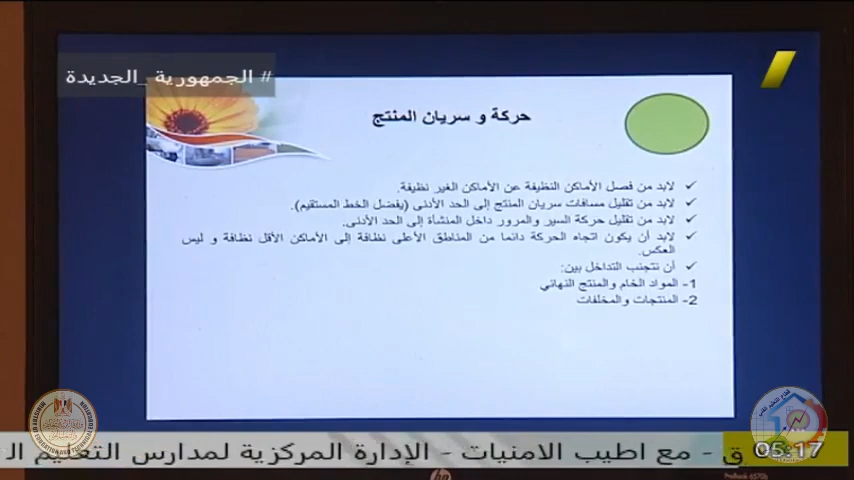 # الجمهورية _الجديدة
حركة و سريان المنتج
✓ لابد من فصل الأماكن النظيفة عن الأماكن الغير نظيفة.
✓ لابد من تقليل مسافات سريان المنتج إلى الحد الأدنى (يفضل الخط المستقيم).
✓ لابد من تقليل حركة السير والمرور داخل المنشأة إلى الحد الأدنى.
✓ لابد أن يكون اتجاه الحركة دائما من المناطق الأعلى نظافة إلى الأماكن الأقل نظافة و ليس
العكس.
✓ أن نتجنب التداخل بين:
1- المواد الخام والمنتج النهائي
2- المنتجات والمخلفات
ق - مع اطيب الامنيات - الإدارة المركزية لمدارس التعليم
05:17
hp